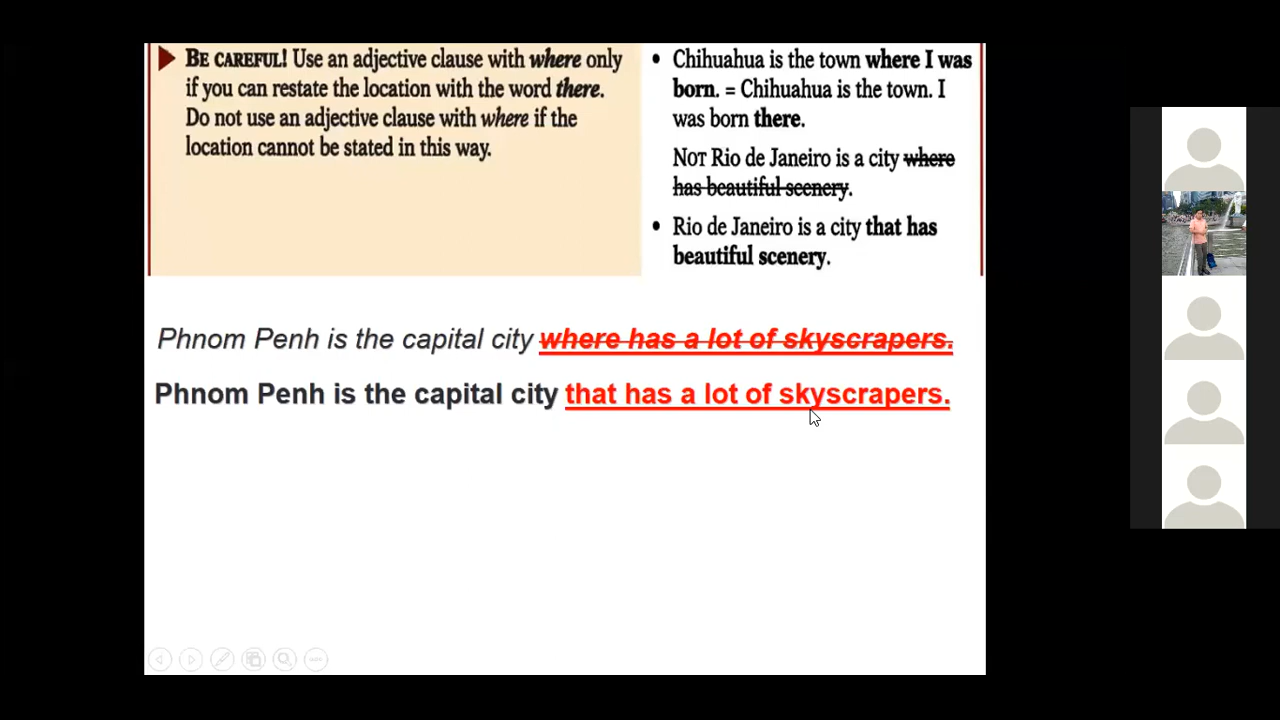 BE CAREFUL! Use an adjective clause with where only
if you can restate the location with the word there.
Do not use an adjective clause with where if the
location cannot be stated in this way.
• Chihuahua is the town where I was
born. = Chihuahua is the town. I
was born there.
NOT Rio de Janeiro is a city where
has beautiful scenery.
• Rio de Janeiro is a city that has
beautiful scenery.
Phnom Penh is the capital city where has a lot of skyscrapers.
Phnom Penh is the capital city that has a lot of skyscrapers.